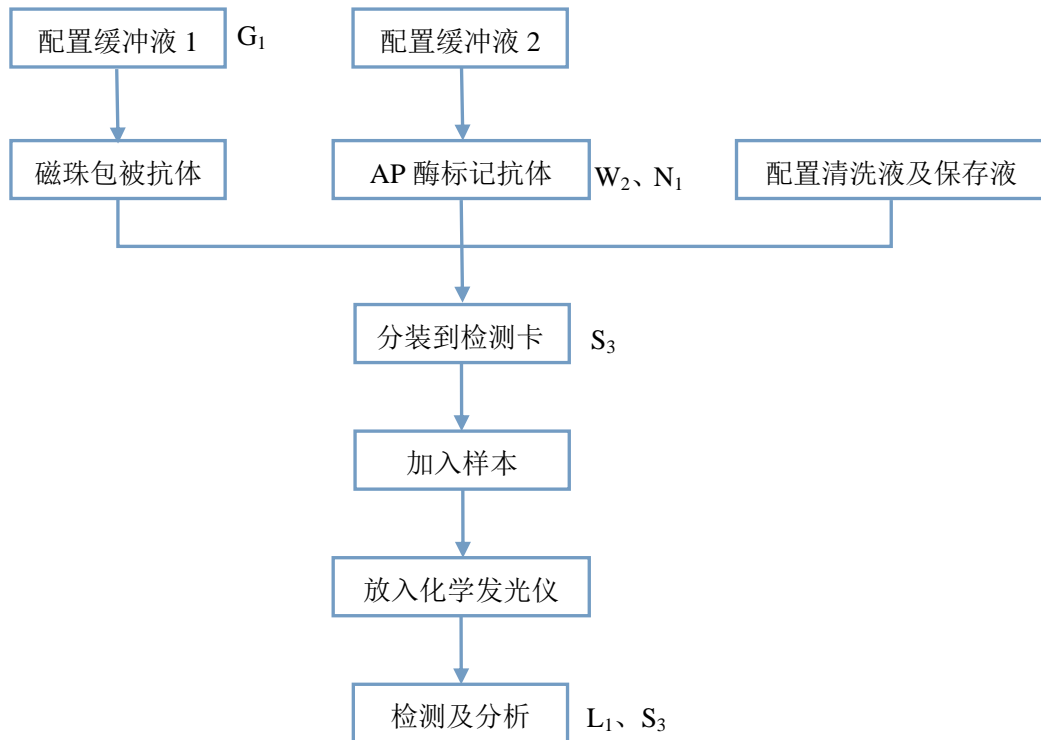 配置缓冲液 1
G₁
配置缓冲液 2
磁珠包被抗体
AP 酶标记抗体
W₂、N₁
配置清洗液及保存液
分装到检测卡
S₃
加入样本
放入化学发光仪
检测及分析
L₁、S₃